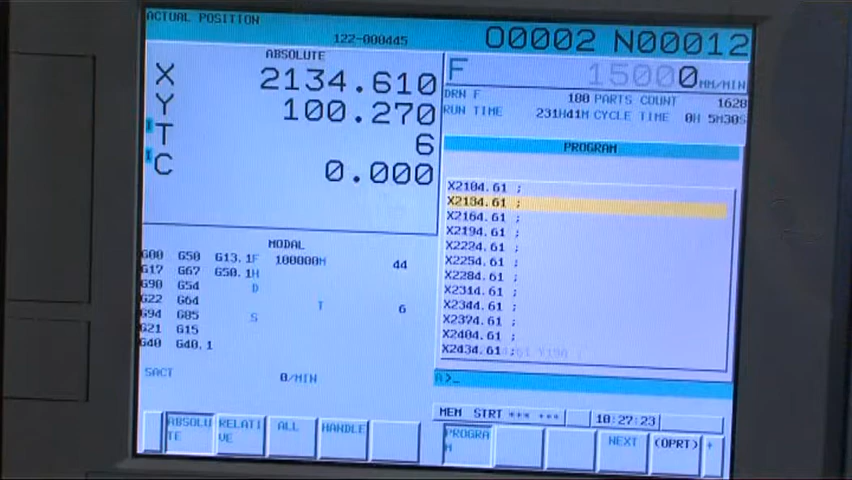 ACTUAL POSITION
122-000445
O0002 N00012
ABSOLUTE
X 2134.610
Y 100.270
T 6
C 0.000
F 15000 MM/MIN
DRN F 100 PARTS COUNT 1628
RUN TIME 231H41M CYCLE TIME 0H 5M30S
PROGRAM
X2104.61 ;
X2134.61 ;
X2164.61 ;
X2194.61 ;
X2224.61 ;
X2254.61 ;
X2284.61 ;
X2314.61 ;
X2344.61 ;
X2374.61 ;
X2404.61 ;
X2434.61 ;
MODAL
G00 G50 G13.1 F 100000 M 44
G17 G67 G50.1 H
G90 G54 D
G22 G64 T 6
G94 G05 S
G21 G15
G40 G40.1
SACT 0/MIN
A>_
MEM STRT *** *** 10:27:23
ABSOLUTE RELATIVE ALL HANDLE
PROGRAM NEXT (OPRT) +